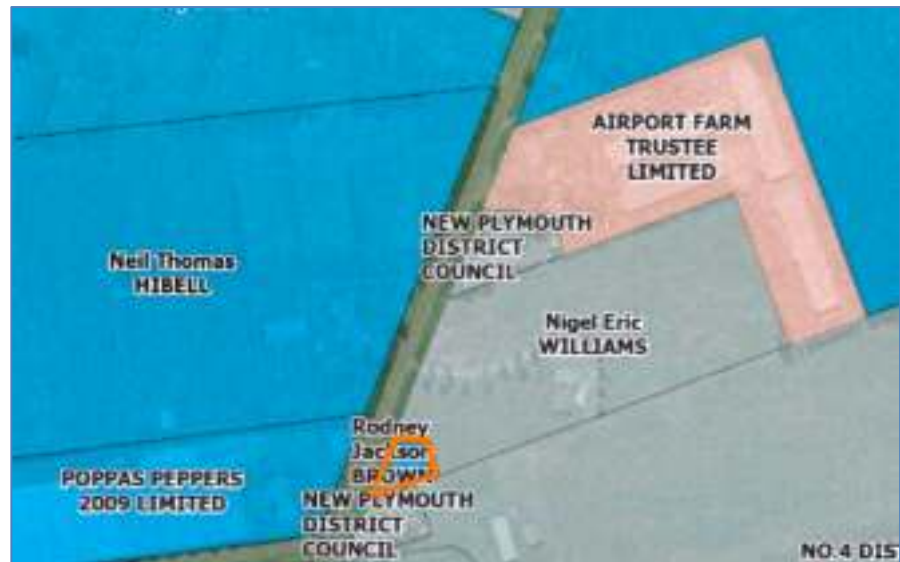 AIRPORT FARM
TRUSTEE
LIMITED
NEW PLYMOUTH
DISTRICT
COUNCIL
Neil Thomas
HIBELL
Nigel Eric
WILLIAMS
Rodney
Jackson
BROWN
POPPAS PEPPERS
2009 LIMITED
NEW PLYMOUTH
DISTRICT
COUNCIL
NO.4 DIS